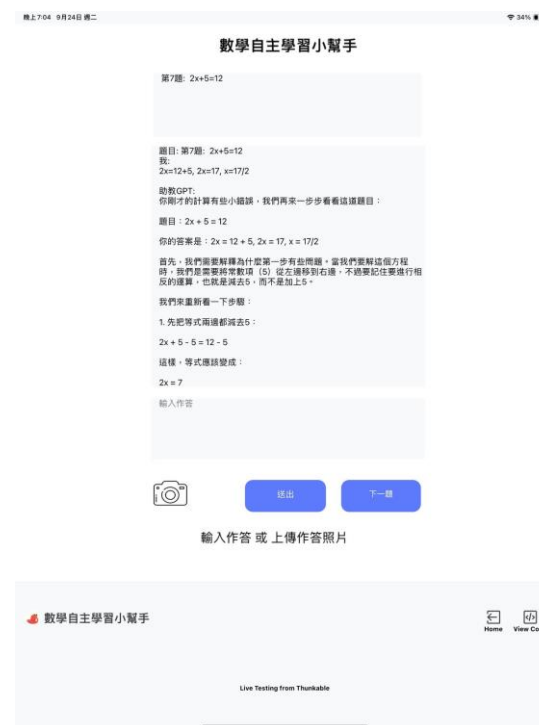 晚上7:04 9月24日 週二
34%
數學自主學習小幫手
第7題: 2x+5=12
題目: 第7題: 2x+5=12
我:
2x=12+5, 2x=17, x=17/2
助教GPT:
你剛才的計算有些小錯誤，我們再來一步步看看這道題目：
題目：2x + 5 = 12
你的答案是：2x = 12 + 5, 2x = 17, x = 17/2
首先，我們需要解釋為什麼第一步有些問題。當我們要解這個方程
時，我們是需要將常數項（5）從左邊移到右邊，不過要記住要進行相
反的運算，也就是減去5，而不是加上5。
我們來重新看一下步驟：
1. 先把等式兩邊都減去5：
2x + 5 - 5 = 12 - 5
這樣，等式應該變成：
2x = 7
輸入作答
送出
下一題
輸入作答 或 上傳作答照片
數學自主學習小幫手
Home
View Co
Live Testing from Thunkable